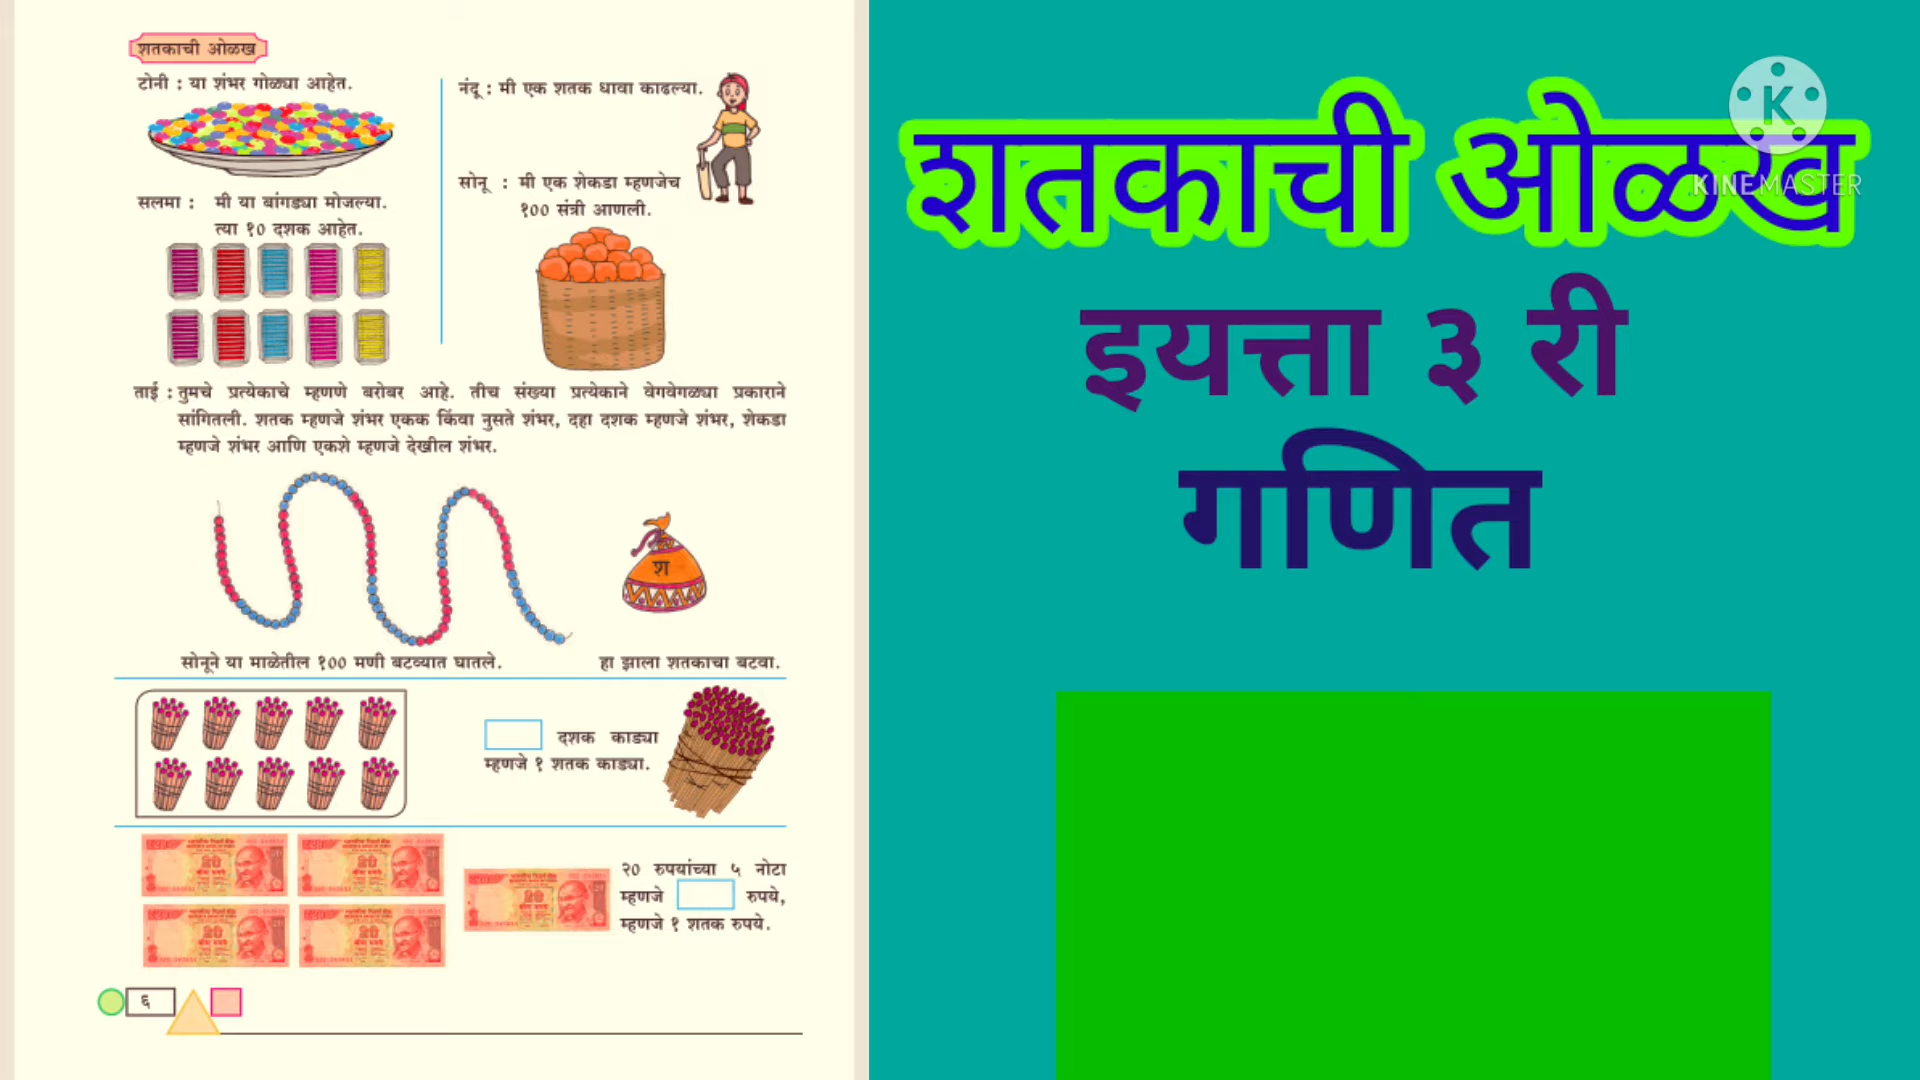 शतकाची ओळख
टोनी : या शंभर गोळ्या आहेत.
सलमा : मी या बांगड्या मोजल्या.
त्या १० दशक आहेत.
नंदू : मी एक शतक धावा काढल्या.
सोनू : मी एक शेकडा म्हणजेच
१०० संत्री आणली.
ताई : तुमचे प्रत्येकाचे म्हणणे बरोबर आहे. तीच संख्या प्रत्येकाने वेगवेगळ्या प्रकाराने
सांगितली. शतक म्हणजे शंभर एकक किंवा नुसते शंभर, दहा दशक म्हणजे शंभर, शेकडा
म्हणजे शंभर आणि एकशे म्हणजे देखील शंभर.
श
सोनूने या माळेतील १०० मणी बटव्यात घातले.
हा झाला शतकाचा बटवा.
दशक काड्या
म्हणजे १ शतक काड्या.
२० रुपयांच्या ५ नोटा
म्हणजे रुपये,
म्हणजे १ शतक रुपये.
६
शतकाची ओळख
इयत्ता ३ री
गणित
K
KINEMASTER